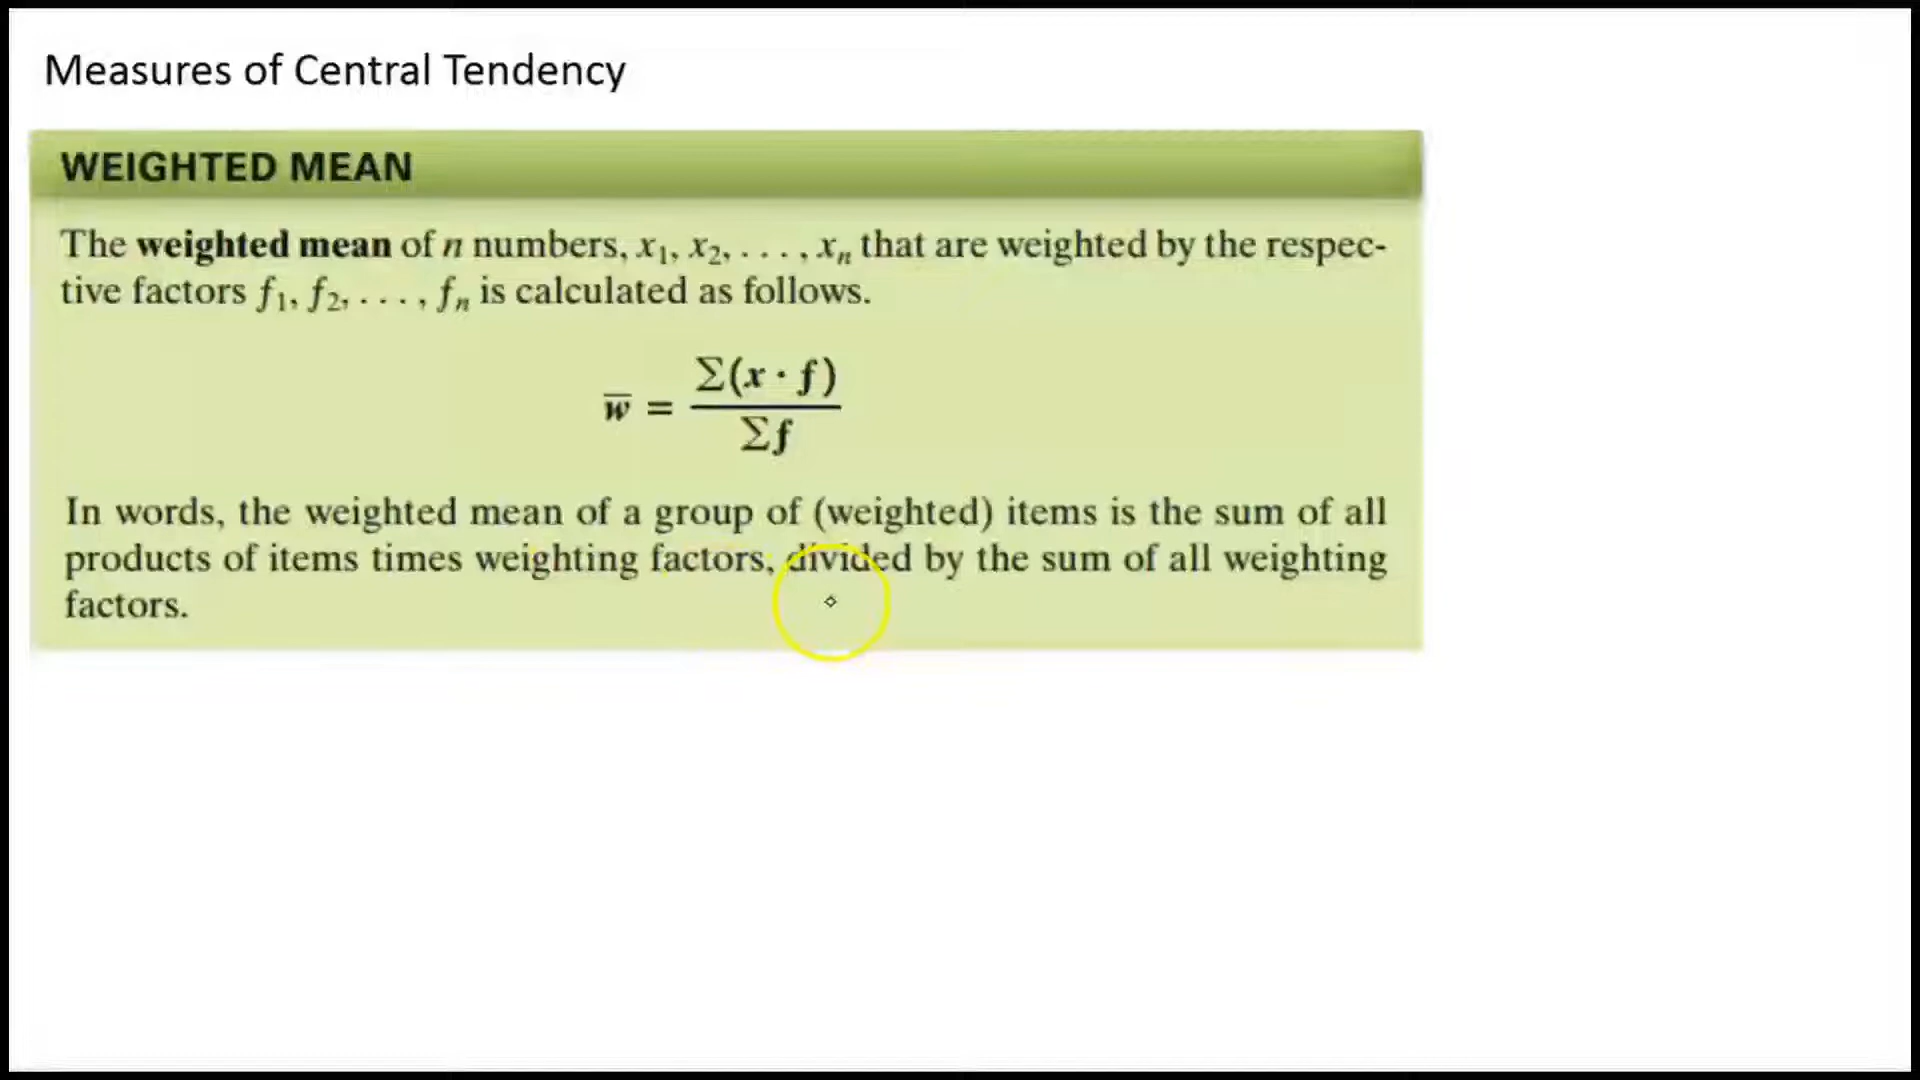 Measures of Central Tendency
WEIGHTED MEAN
The weighted mean of n numbers, x₁, x₂, . . . , xₙ that are weighted by the respec-
tive factors f₁, f₂, . . . , fₙ is calculated as follows.
w̅ = Σ(x · f) / Σf
In words, the weighted mean of a group of (weighted) items is the sum of all
products of items times weighting factors, divided by the sum of all weighting
factors.